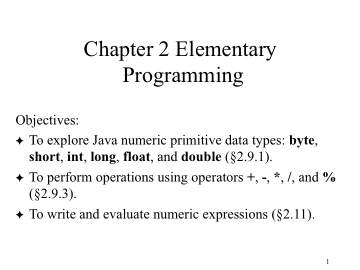 Chapter 2 Elementary
Programming
Objectives:
✦ To explore Java numeric primitive data types: byte,
short, int, long, float, and double (§2.9.1).
✦ To perform operations using operators +, -, *, /, and %
(§2.9.3).
✦ To write and evaluate numeric expressions (§2.11).
1